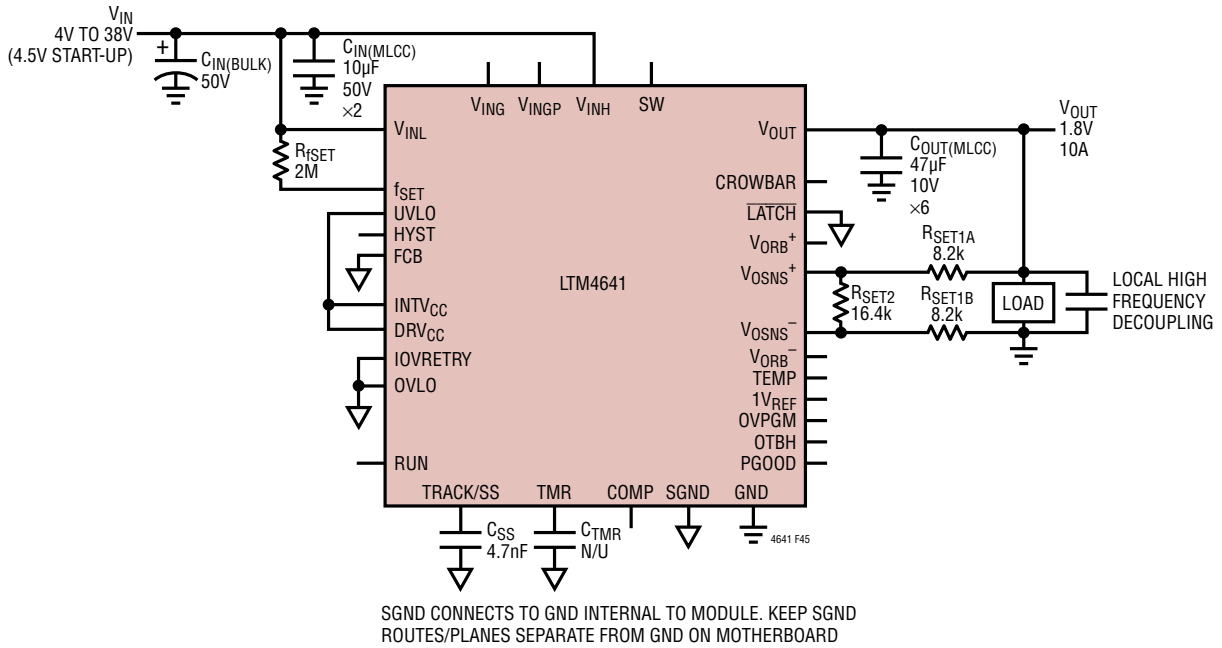 VIN
4V TO 38V
(4.5V START-UP)
+
CIN(BULK)
50V
CIN(MLCC)
10µF
50V
×2
VING
VINGP
VINH
SW
VINL
RfSET
2M
fSET
UVLO
HYST
FCB
INTVCC
DRVCC
IOVRETRY
OVLO
RUN
LTM4641
VOUT
CROWBAR
LATCH
VORB+
VOSNS+
VOSNS–
VORB–
TEMP
1VREF
OVPGM
OTBH
PGOOD
VOUT
1.8V
10A
COUT(MLCC)
47µF
10V
×6
RSET1A
8.2k
RSET2
16.4k
RSET1B
8.2k
LOAD
LOCAL HIGH
FREQUENCY
DECOUPLING
TRACK/SS
TMR
COMP
SGND
GND
CSS
4.7nF
CTMR
N/U
4641 F45
SGND CONNECTS TO GND INTERNAL TO MODULE. KEEP SGND
ROUTES/PLANES SEPARATE FROM GND ON MOTHERBOARD